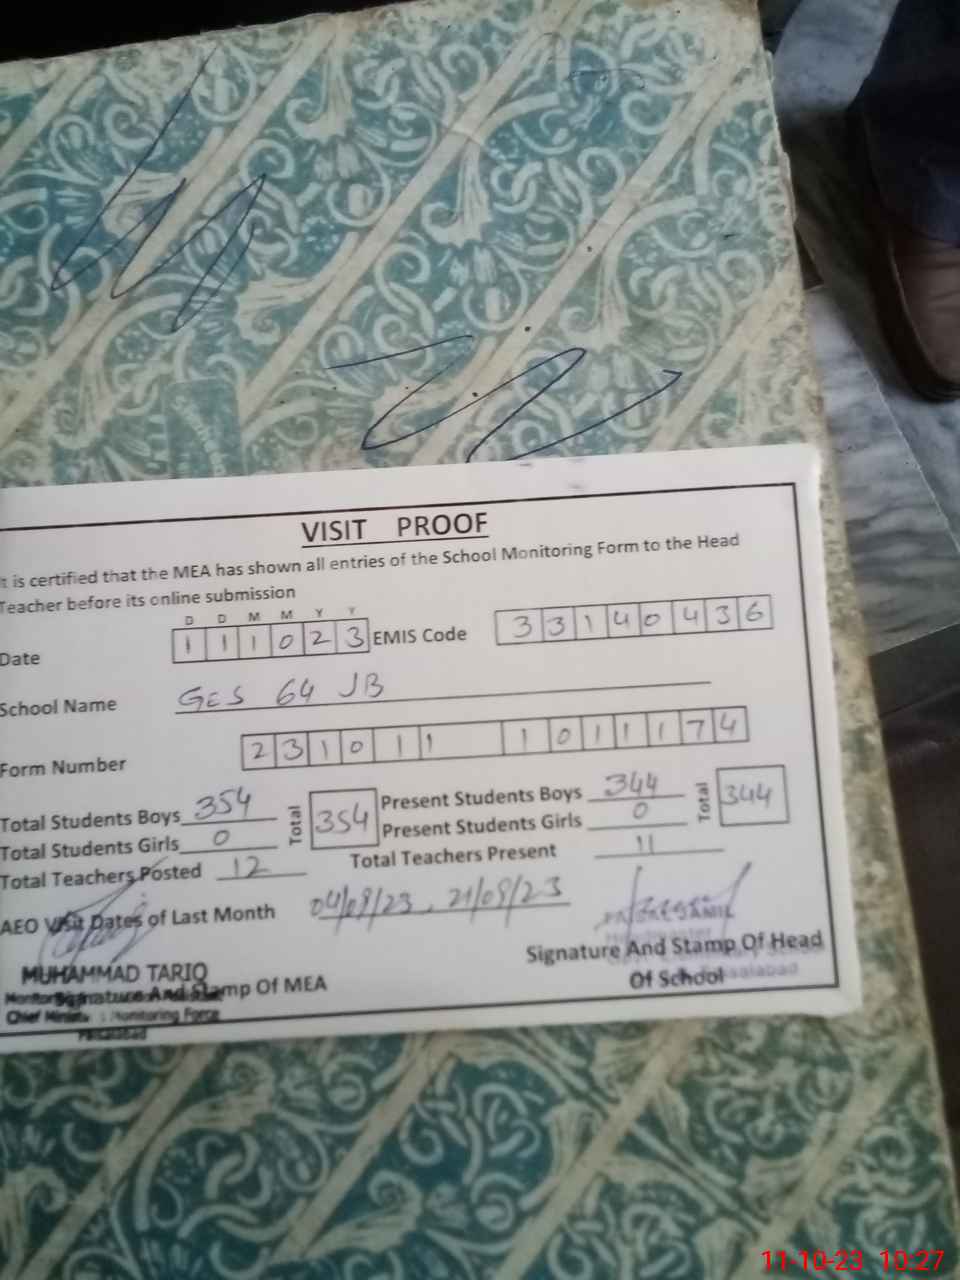 VISIT PROOF
t is certified that the MEA has shown all entries of the School Monitoring Form to the Head
Teacher before its online submission
D D M M Y Y
Date 1 1 1 0 2 3 EMIS Code 3 3 1 4 0 4 3 6
School Name GES 64 JB
Form Number 2 3 1 0 1 1 1 0 1 1 1 7 4
Total Students Boys 354 Total 354 Present Students Boys 344 Total 344
Total Students Girls 0 Present Students Girls 0
Total Teachers Posted 12 Total Teachers Present 11
AEO Visit Dates of Last Month 04/09/23, 21/09/23
Signature And Stamp Of Head
Of School
MUHAMMAD TARIQ
Signature And Stamp Of MEA
Chief Monitoring Force
Faisalabad
11-10-23 10:27